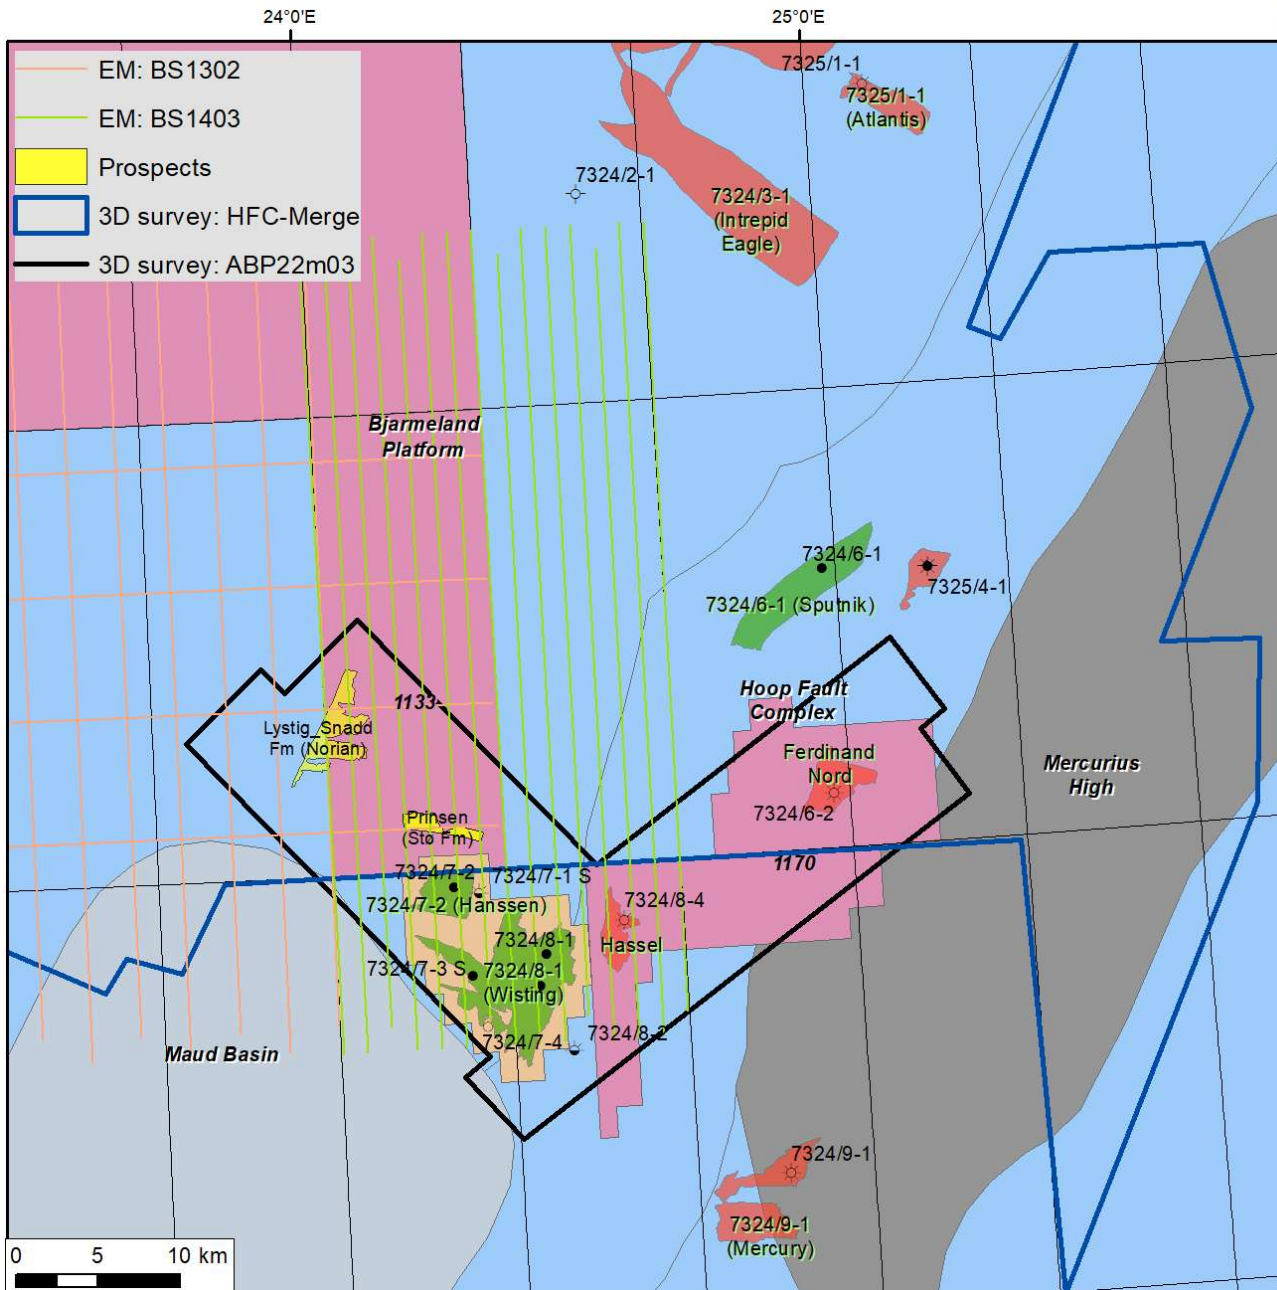 24°0'E
25°0'E
EM: BS1302
EM: BS1403
Prospects
3D survey: HFC-Merge
3D survey: ABP22m03
7325/1-1
7325/1-1
(Atlantis)
7324/2-1
7324/3-1
(Intrepid
Eagle)
Bjarmeland
Platform
7324/6-1
7324/6-1 (Sputnik)
7325/4-1
1133
Hoop Fault
Complex
Lystig_Snadd
Fm (Norian)
Ferdinand
Nord
Mercurius
High
7324/6-2
Prinsen
(Stø Fm)
1170
7324/7-2
7324/7-1 S
7324/7-2 (Hanssen)
7324/8-4
Hassel
7324/8-1
7324/7-3 S
7324/8-1
(Wisting)
7324/7-4
7324/8-2
Maud Basin
7324/9-1
7324/9-1
(Mercury)
0 5 10 km